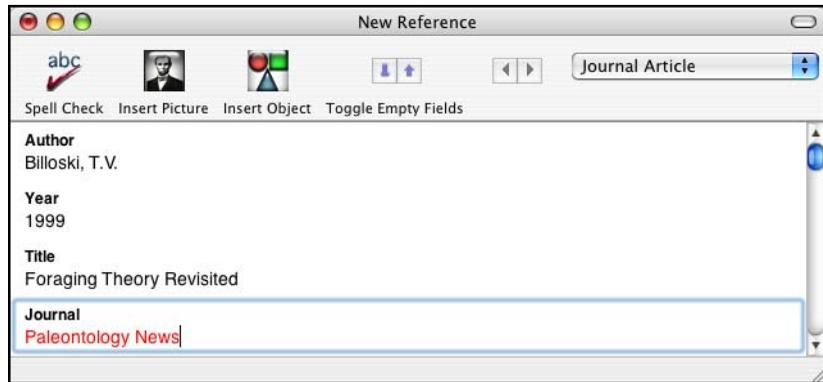 New Reference
abc
Journal Article
Spell Check Insert Picture Insert Object Toggle Empty Fields
Author
Billoski, T.V.
Year
1999
Title
Foraging Theory Revisited
Journal
Paleontology News